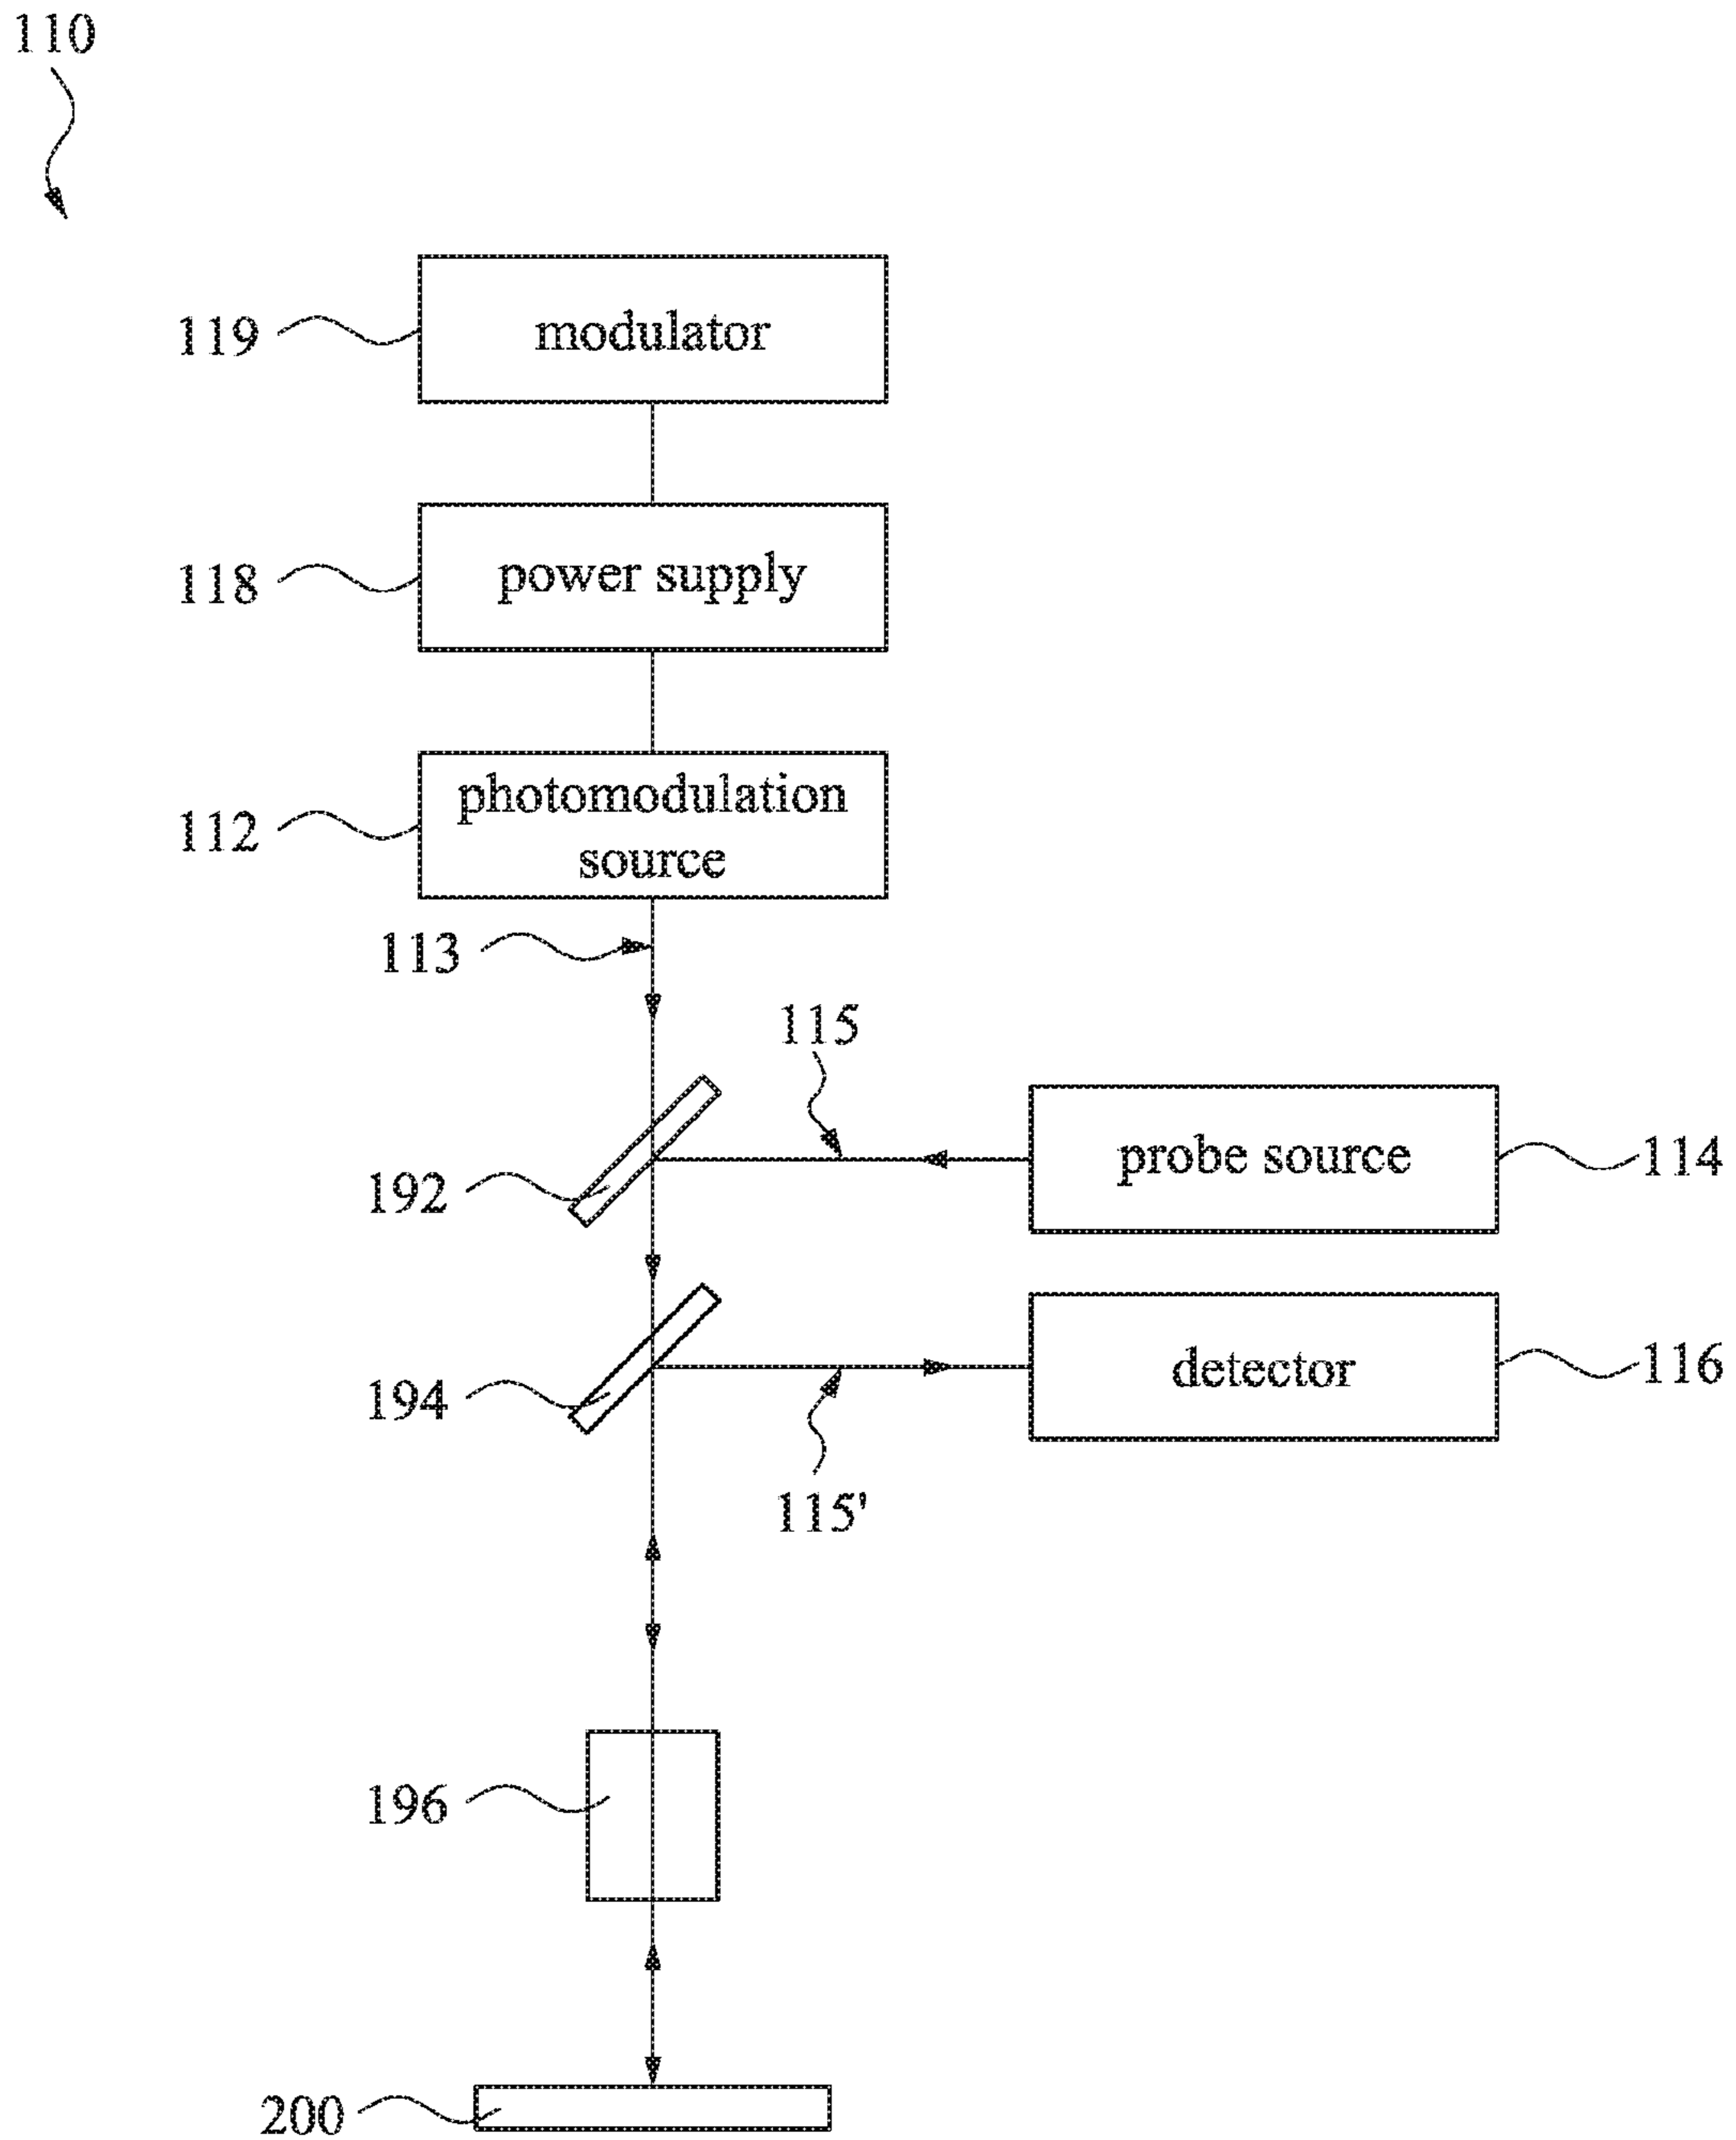 110
119
modulator
118
power supply
112
photomodulation
source
113
115
192
probe source
114
194
detector
116
115'
196
200